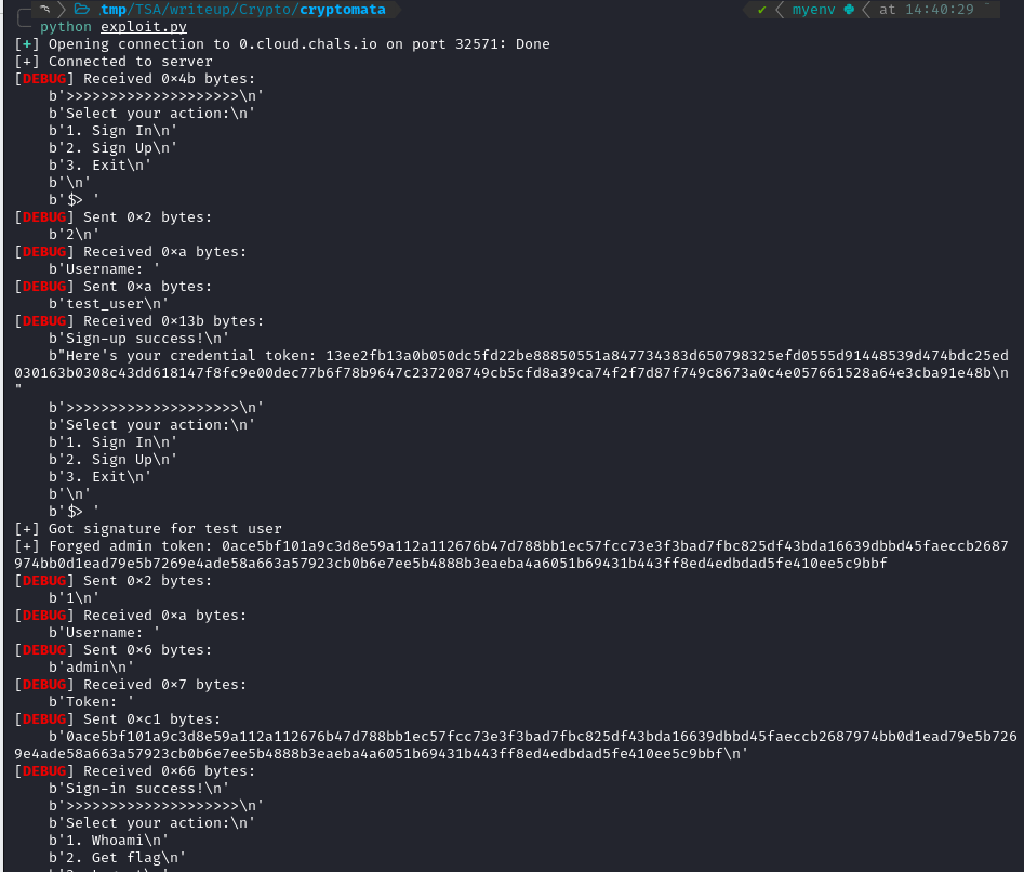 .tmp/TSA/writeup/Crypto/cryptomata ✓ myenv at 14:40:29
python exploit.py
[+] Opening connection to 0.cloud.chals.io on port 32571: Done
[+] Connected to server
[DEBUG] Received 0×4b bytes:
b'>>>>>>>>>>>>>>>>>>>>\n'
b'Select your action:\n'
b'1. Sign In\n'
b'2. Sign Up\n'
b'3. Exit\n'
b'\n'
b'$> '
[DEBUG] Sent 0×2 bytes:
b'2\n'
[DEBUG] Received 0×a bytes:
b'Username: '
[DEBUG] Sent 0×a bytes:
b'test_user\n'
[DEBUG] Received 0×13b bytes:
b'Sign-up success!\n'
b"Here's your credential token: 13ee2fb13a0b050dc5fd22be88850551a847734383d650798325efd0555d91448539d474bdc25ed
030163b0308c43dd618147f8fc9e00dec77b6f78b9647c237208749cb5cfd8a39ca74f2f7d87f749c8673a0c4e057661528a64e3cba91e48b\n
"
b'>>>>>>>>>>>>>>>>>>>>\n'
b'Select your action:\n'
b'1. Sign In\n'
b'2. Sign Up\n'
b'3. Exit\n'
b'\n'
b'$> '
[+] Got signature for test user
[+] Forged admin token: 0ace5bf101a9c3d8e59a112a112676b47d788bb1ec57fcc73e3f3bad7fbc825df43bda16639dbbd45faeccb2687
974bb0d1ead79e5b7269e4ade58a663a57923cb0b6e7ee5b4888b3eaeba4a6051b69431b443ff8ed4edbdad5fe410ee5c9bbf
[DEBUG] Sent 0×2 bytes:
b'1\n'
[DEBUG] Received 0×a bytes:
b'Username: '
[DEBUG] Sent 0×6 bytes:
b'admin\n'
[DEBUG] Received 0×7 bytes:
b'Token: '
[DEBUG] Sent 0×c1 bytes:
b'0ace5bf101a9c3d8e59a112a112676b47d788bb1ec57fcc73e3f3bad7fbc825df43bda16639dbbd45faeccb2687974bb0d1ead79e5b726
9e4ade58a663a57923cb0b6e7ee5b4888b3eaeba4a6051b69431b443ff8ed4edbdad5fe410ee5c9bbf\n'
[DEBUG] Received 0×66 bytes:
b'Sign-in success!\n'
b'>>>>>>>>>>>>>>>>>>>>\n'
b'Select your action:\n'
b'1. Whoami\n'
b'2. Get flag\n'